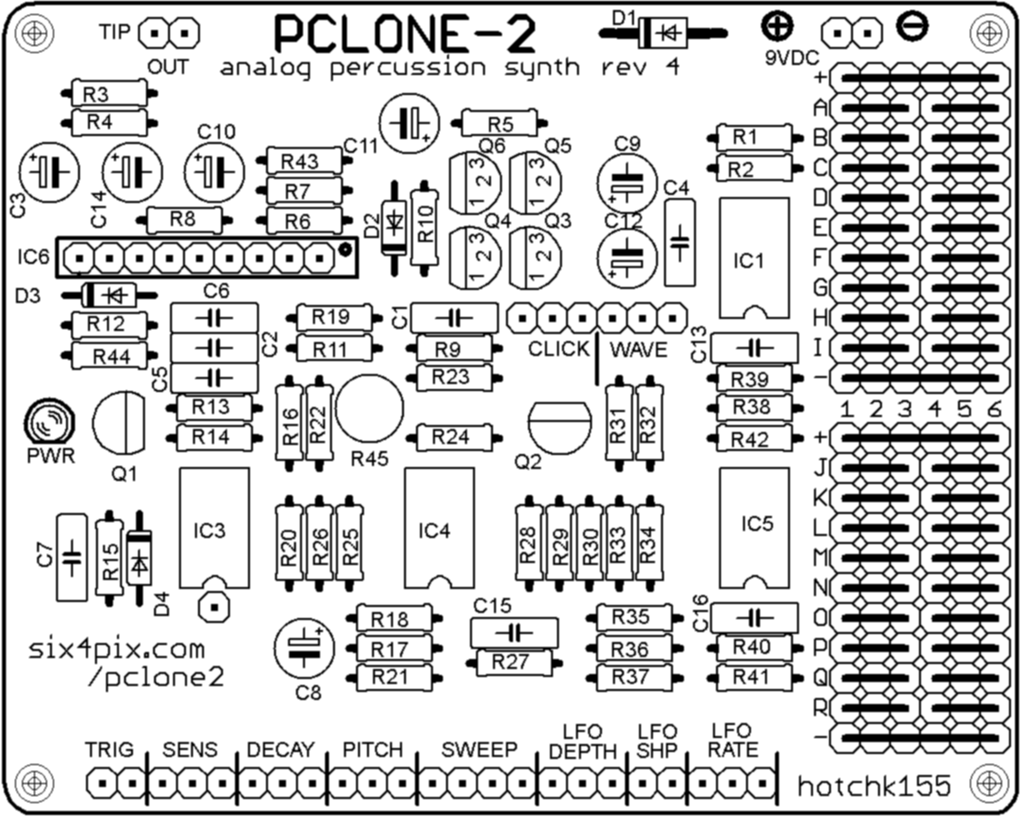 TIP
OUT
PCLONE-2
analog percussion synth rev 4
D1
9VDC
R3
R4
C10
C11
R5
Q6
Q5
C9
R1
R2
C3
C14
R43
R7
R8
R6
D2
R10
3
2
1
3
2
1
Q4
Q3
3
2
1
3
2
1
C12
C4
IC1
IC6
D3
C6
R12
R44
C2
C5
R19
R11
C1
R9
R23
CLICK
WAVE
C13
R39
R38
R42
R13
R14
R16
R22
R45
R24
Q2
R31
R32
PWR
Q1
IC3
IC4
IC5
C7
R15
D4
R20
R26
R25
R28
R29
R30
R33
R34
C8
R18
R17
R21
C15
R27
R35
R36
R37
C16
R40
R41
+
A
B
C
D
E
F
G
H
I
-
1 2 3 4 5 6
+
J
K
L
M
N
O
P
Q
R
-
six4pix.com
/pclone2
TRIG
SENS
DECAY
PITCH
SWEEP
LFO
DEPTH
LFO
SHP
LFO
RATE
hotchk155